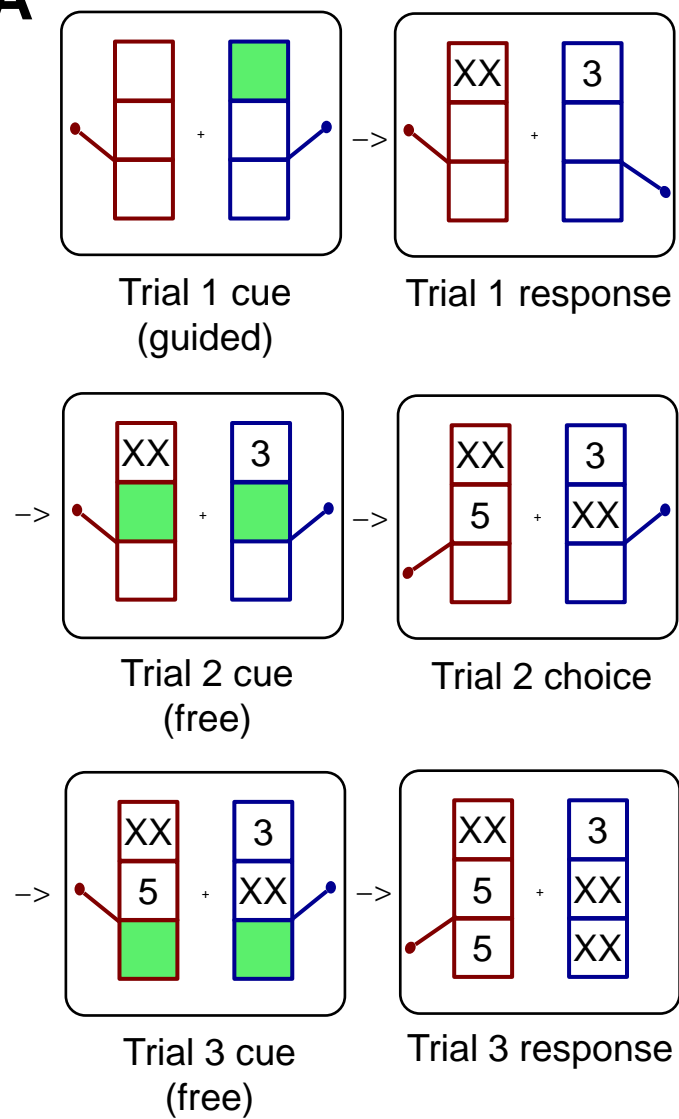 A
XX 3
+ + –>
Trial 1 cue Trial 1 response
(guided)
XX 3 XX 3
–> + –> 5 + XX
Trial 2 cue Trial 2 choice
(free)
XX 3 XX 3
–> 5 + XX –> 5 + XX
5 XX
Trial 3 cue Trial 3 response
(free)